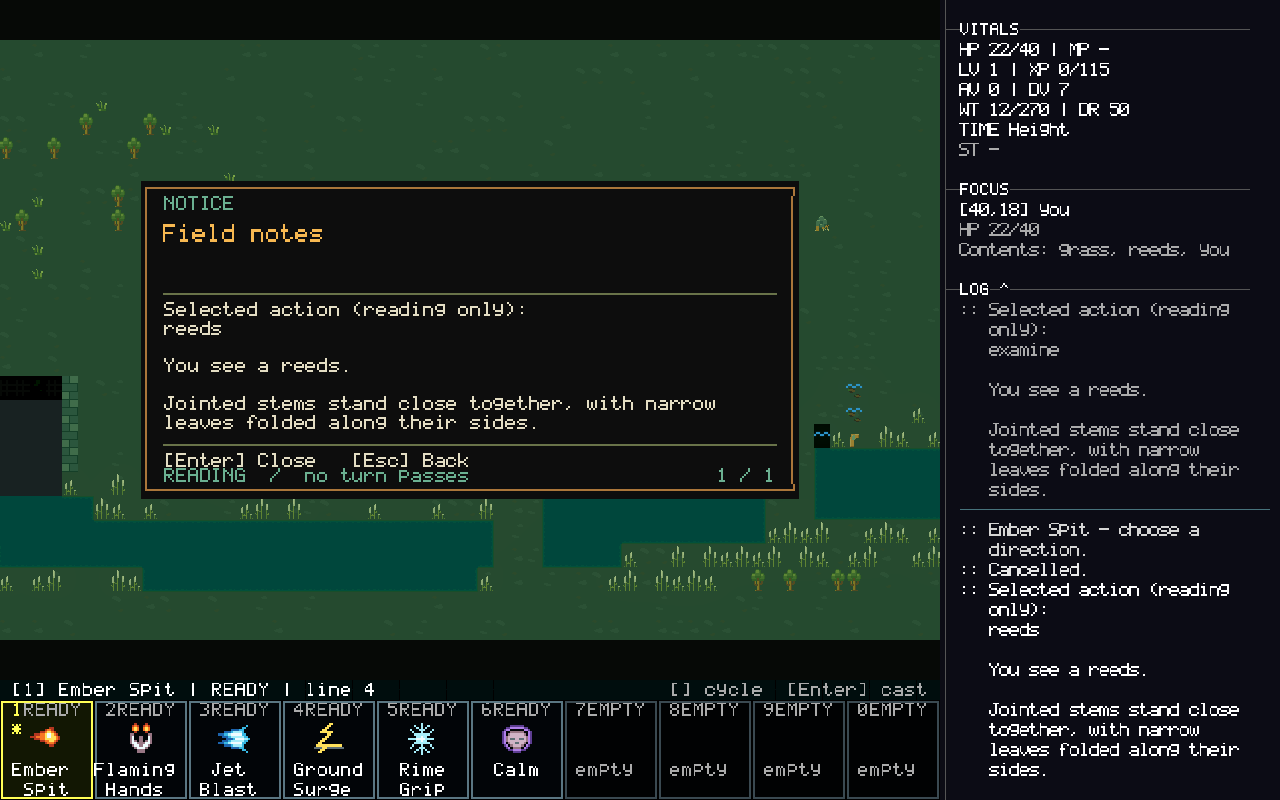 NOTICE
Field notes
Selected action (reading only):
reeds
You see a reeds.
Jointed stems stand close together, with narrow
leaves folded along their sides.
[Enter] Close [Esc] Back
READING / no turn passes 1 / 1
VITALS
HP 22/40 | MP -
LV 1 | XP 0/115
AV 0 | DV 7
WT 12/270 | DR 50
TIME Height
ST -
FOCUS
[40,18] You
HP 22/40
Contents: grass, reeds, You
LOG ^
:: Selected action (reading
only):
examine
You see a reeds.
Jointed stems stand close
together, with narrow
leaves folded along their
sides.
:: Ember Spit - choose a
direction.
:: Cancelled.
:: Selected action (reading
only):
reeds
You see a reeds.
Jointed stems stand close
together, with narrow
leaves folded along their
sides.
[1] Ember Spit | READY | line 4 [] cycle [Enter] cast
1READY 2READY 3READY 4READY 5READY 6READY 7EMPTY 8EMPTY 9EMPTY 0EMPTY
*
Ember Flaming Jet Ground Rime Calm empty empty empty empty
Spit Hands Blast Surge Grip